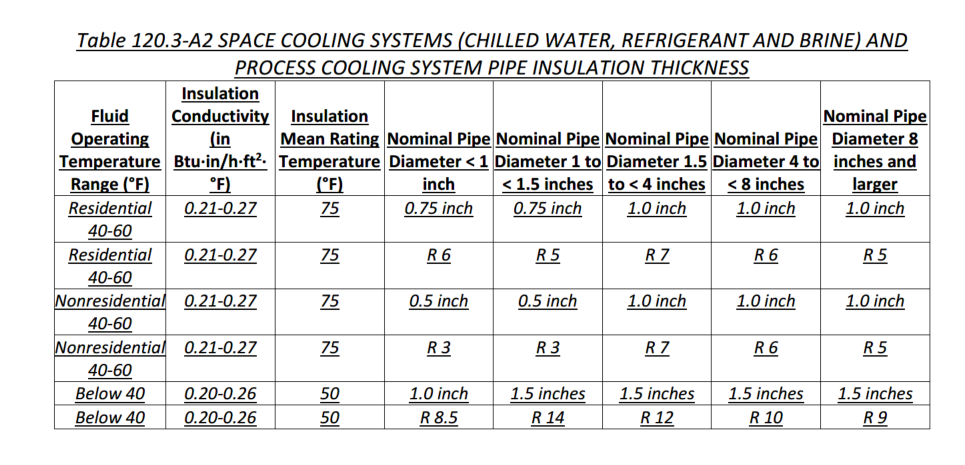 Table 120.3-A2 SPACE COOLING SYSTEMS (CHILLED WATER, REFRIGERANT AND BRINE) AND
PROCESS COOLING SYSTEM PIPE INSULATION THICKNESS
Fluid
Operating
Temperature
Range (°F)
Insulation
Conductivity
(in
Btu·in/h·ft²·
°F)
Insulation
Mean Rating
Temperature
(°F)
Nominal Pipe
Diameter < 1
inch
Nominal Pipe
Diameter 1 to
< 1.5 inches
Nominal Pipe
Diameter 1.5
to < 4 inches
Nominal Pipe
Diameter 4 to
< 8 inches
Nominal Pipe
Diameter 8
inches and
larger
Residential 0.21-0.27 75 0.75 inch 0.75 inch 1.0 inch 1.0 inch 1.0 inch
40-60
Residential 0.21-0.27 75 R 6 R 5 R 7 R 6 R 5
40-60
Nonresidential 0.21-0.27 75 0.5 inch 0.5 inch 1.0 inch 1.0 inch 1.0 inch
40-60
Nonresidential 0.21-0.27 75 R 3 R 3 R 7 R 6 R 5
40-60
Below 40 0.20-0.26 50 1.0 inch 1.5 inches 1.5 inches 1.5 inches 1.5 inches
Below 40 0.20-0.26 50 R 8.5 R 14 R 12 R 10 R 9